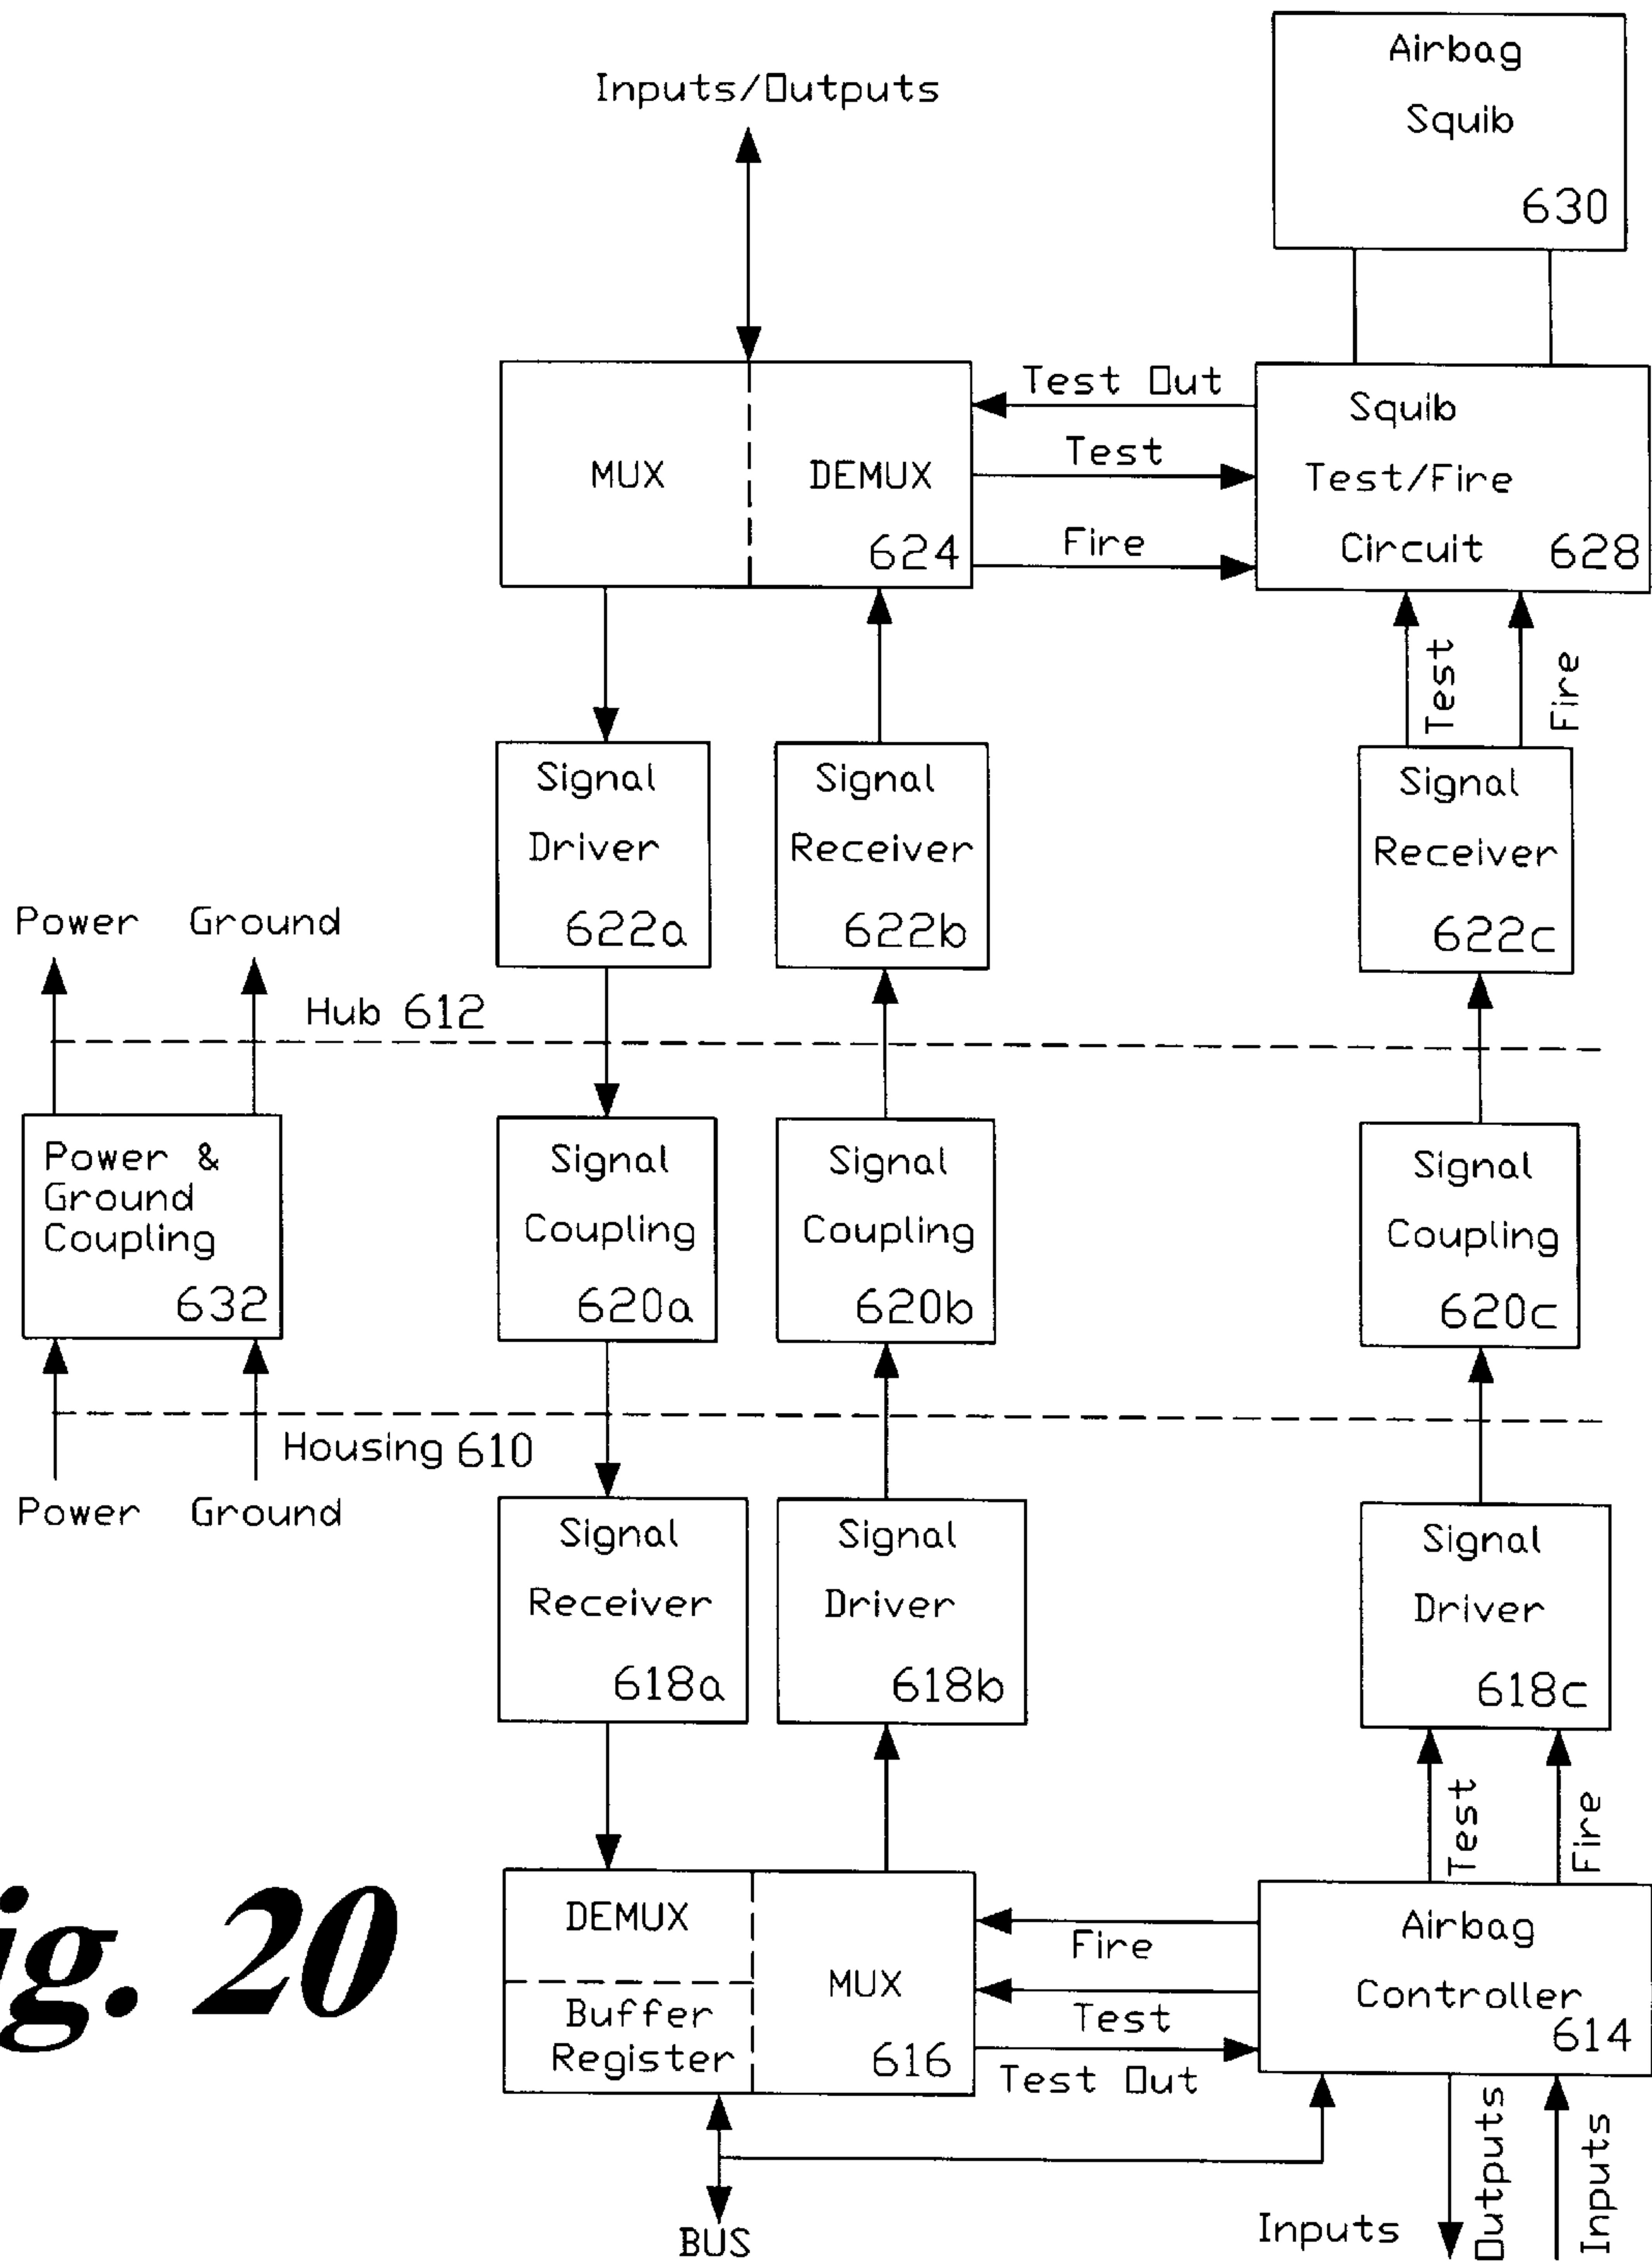 Airbag
Squib
630
Inputs/Outputs
Test Out
Test
Fire
MUX
DEMUX
624
Squib
Test/Fire
Circuit 628
Test
Fire
Signal
Driver
622a
Signal
Receiver
622b
Signal
Receiver
622c
Power
Ground
Hub 612
Power &
Ground
Coupling
632
Signal
Coupling
620a
Signal
Coupling
620b
Signal
Coupling
620c
Housing 610
Power
Ground
Signal
Receiver
618a
Signal
Driver
618b
Signal
Driver
618c
Test
Fire
DEMUX
Buffer
Register
MUX
616
Fire
Test
Test Out
Airbag
Controller
614
ig. 20
BUS
Inputs
Outputs
Inputs